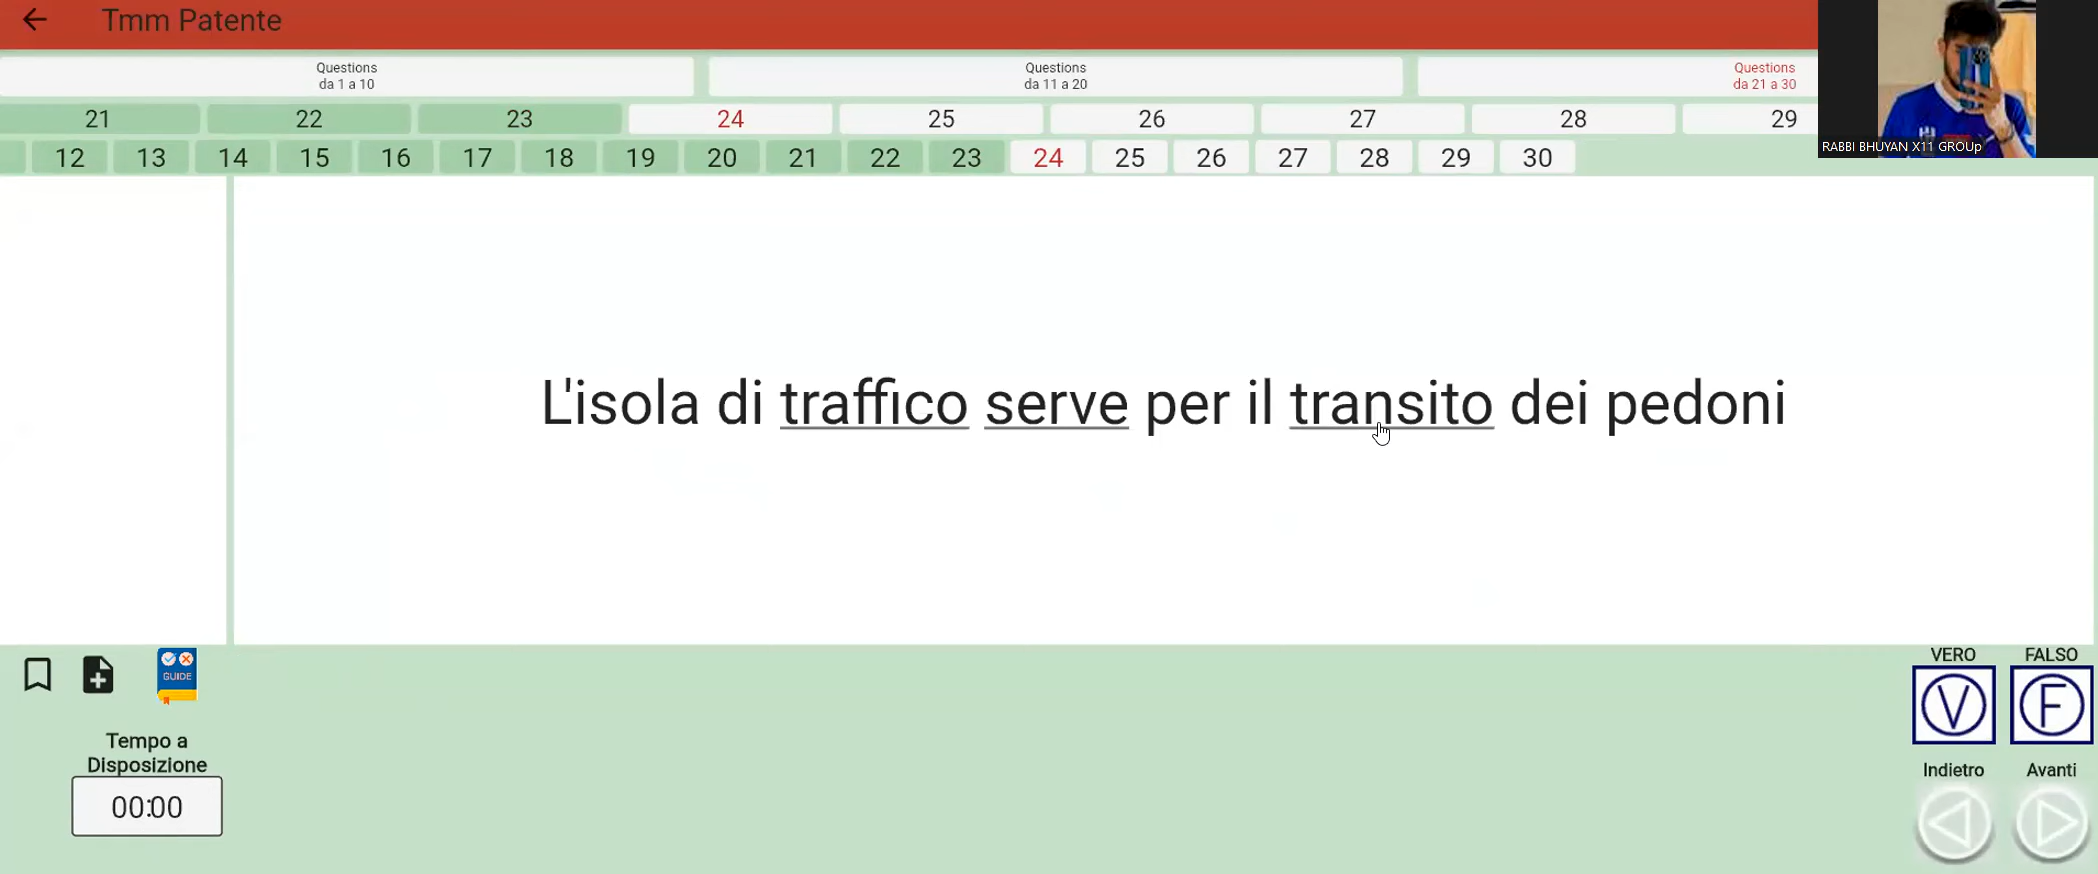 Tmm Patente
Questions
da 1 a 10
Questions
da 11 a 20
Questions
da 21 a 30
21 22 23 24 25 26 27 28 29
12 13 14 15 16 17 18 19 20 21 22 23 24 25 26 27 28 29 30
RABBI BHUYAN X11 GROUp
L'isola di traffico serve per il transito dei pedoni
GUIDE
VERO FALSO
V F
Tempo a
Disposizione
00:00
Indietro Avanti